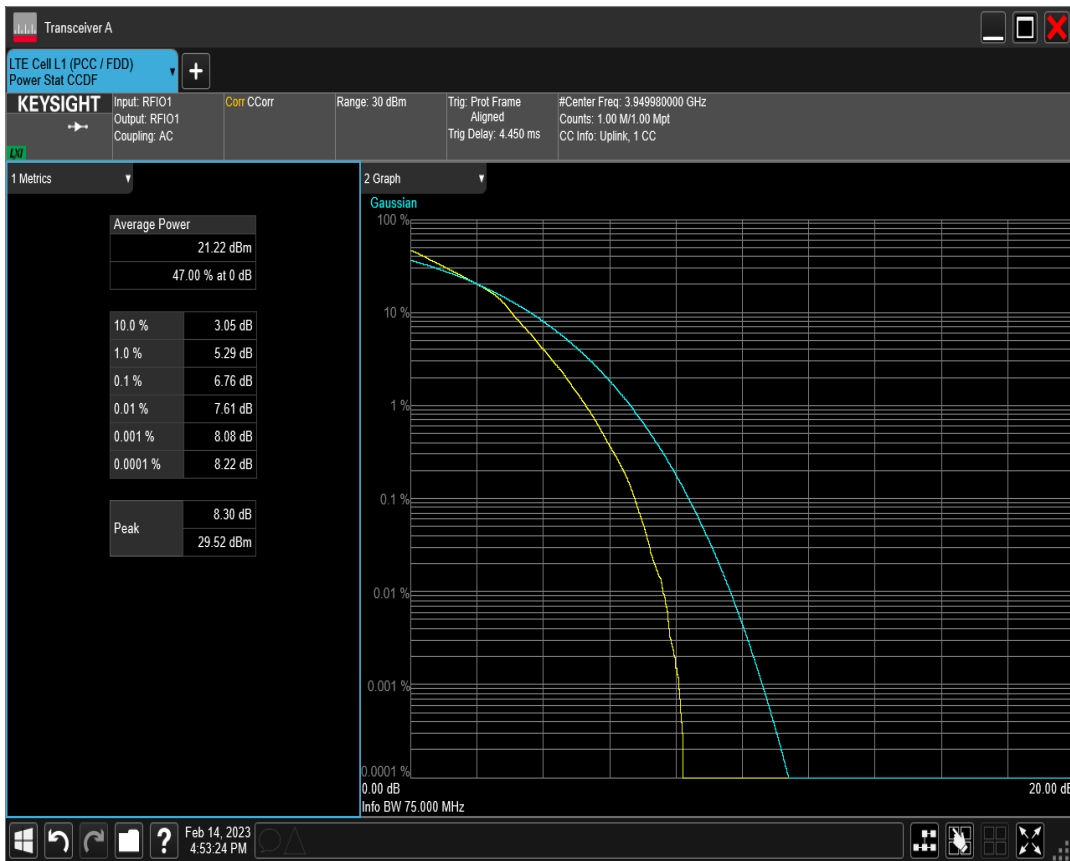 Transceiver A
LTE Cell L1 (PCC / FDD)
Power Stat CCDF
KEYSIGHT
LXI
Input: RFIO1
Output: RFIO1
Coupling: AC
Corr CCorr
Range: 30 dBm
Trig: Prot Frame
Aligned
Trig Delay: 4.450 ms
#Center Freq: 3.949980000 GHz
Counts: 1.00 M/1.00 Mpt
CC Info: Uplink, 1 CC
1 Metrics
Average Power
21.22 dBm
47.00 % at 0 dB
10.0 % 3.05 dB
1.0 % 5.29 dB
0.1 % 6.76 dB
0.01 % 7.61 dB
0.001 % 8.08 dB
0.0001 % 8.22 dB
Peak
8.30 dB
29.52 dBm
2 Graph
Gaussian
100 %
10 %
1 %
0.1 %
0.01 %
0.001 %
0.0001 %
0.00 dB
20.00 dB
Info BW 75.000 MHz
?
Feb 14, 2023
4:53:24 PM